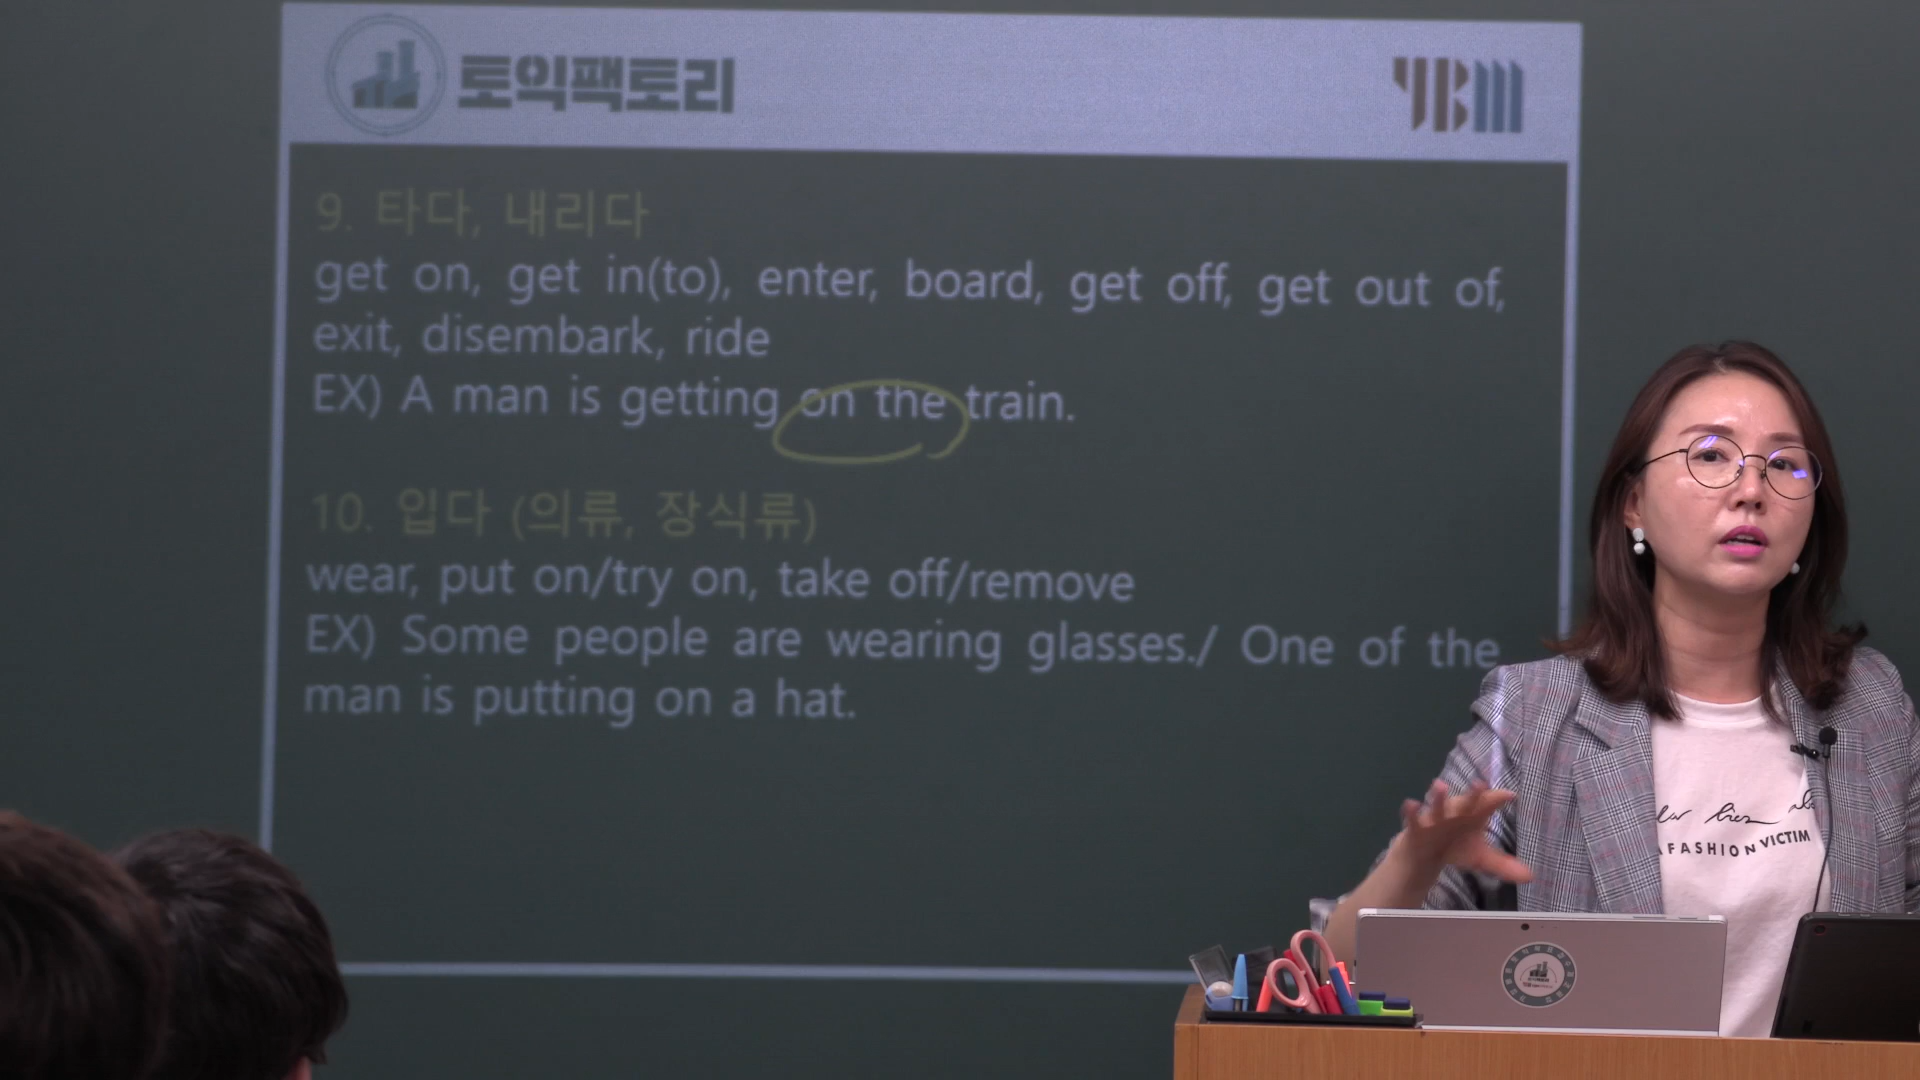 토익팩토리
YBM
9. 타다, 내리다
get on, get in(to), enter, board, get off, get out of,
exit, disembark, ride
EX) A man is getting on the train.
10. 입다 (의류, 장식류)
wear, put on/try on, take off/remove
EX) Some people are wearing glasses./ One of the
man is putting on a hat.
FASHION VICTIM